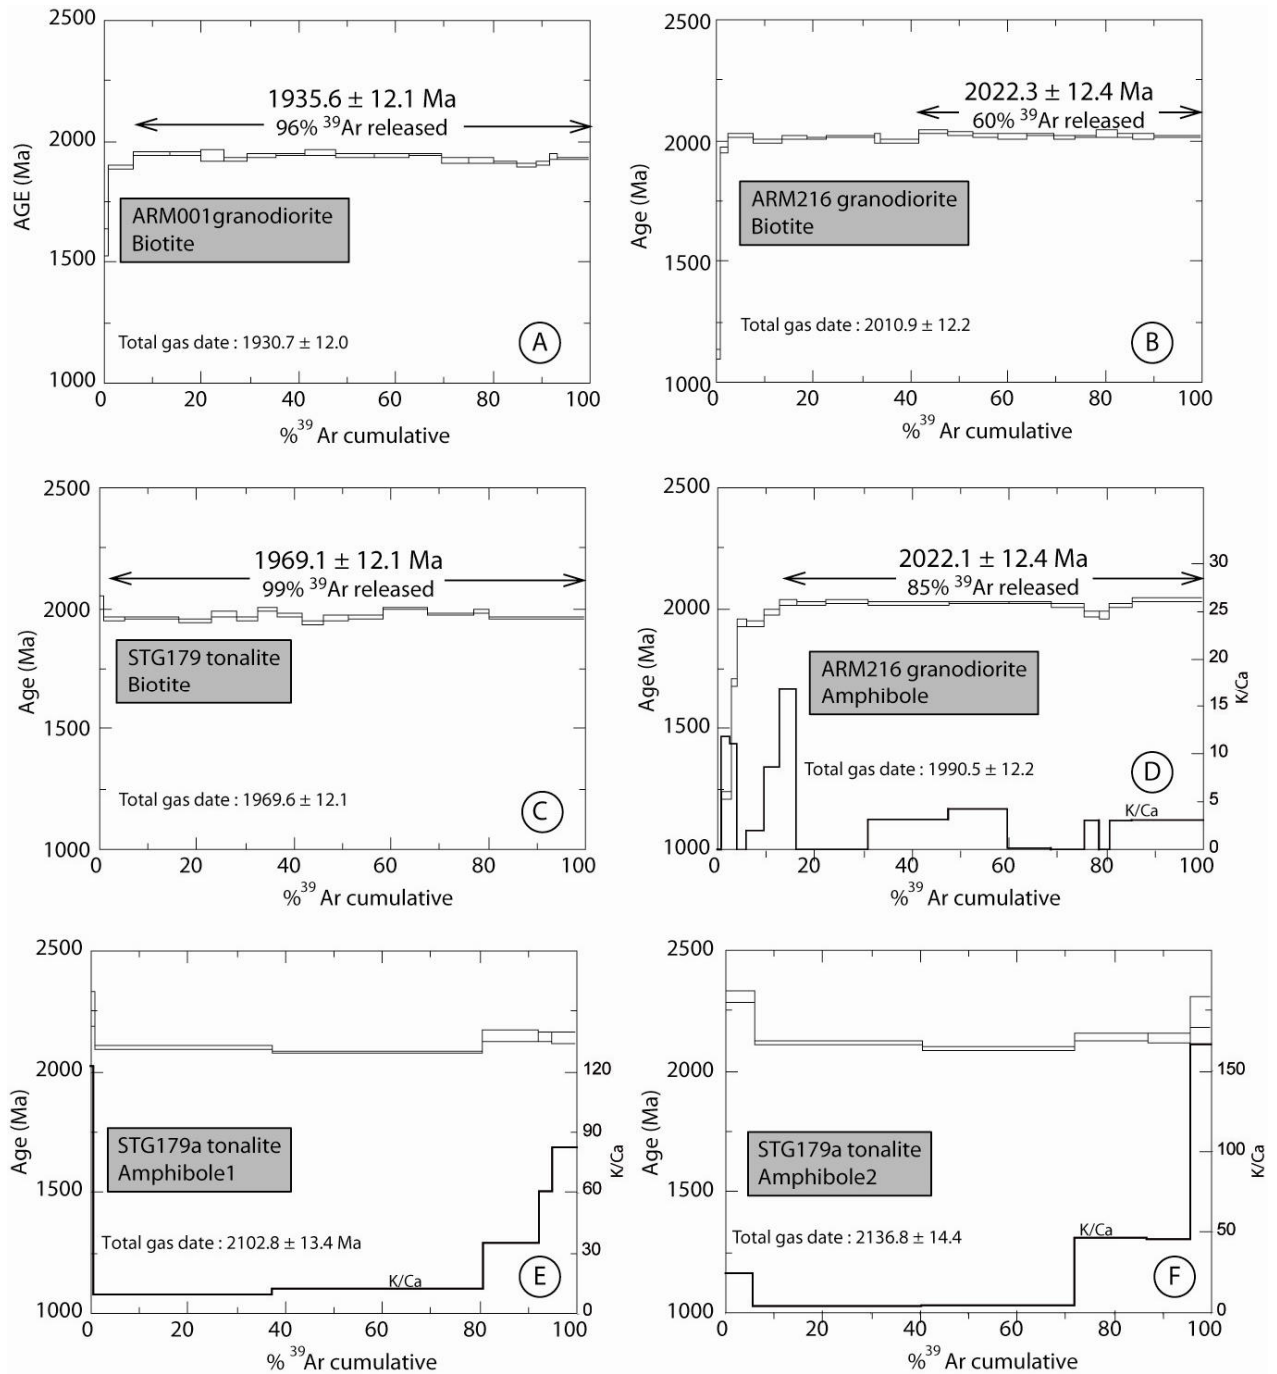 2500
2000
1500
1000
AGE (Ma)
1935.6 ± 12.1 Ma
96% ³⁹Ar released
ARM001granodiorite
Biotite
Total gas date : 1930.7 ± 12.0
A
0 20 40 60 80 100
%³⁹ Ar cumulative
2500
2000
1500
1000
Age (Ma)
2022.3 ± 12.4 Ma
60% ³⁹Ar released
ARM216 granodiorite
Biotite
Total gas date : 2010.9 ± 12.2
B
0 20 40 60 80 100
%³⁹ Ar cumulative
2500
2000
1500
1000
Age (Ma)
1969.1 ± 12.1 Ma
99% ³⁹Ar released
STG179 tonalite
Biotite
Total gas date : 1969.6 ± 12.1
C
0 20 40 60 80 100
%³⁹ Ar cumulative
2500
2000
1500
1000
Age (Ma)
2022.1 ± 12.4 Ma
85% ³⁹Ar released
ARM216 granodiorite
Amphibole
Total gas date : 1990.5 ± 12.2
D
K/Ca
30
25
20
15
10
5
0
K/Ca
0 20 40 60 80 100
%³⁹ Ar cumulative
2500
2000
1500
1000
Age (Ma)
STG179a tonalite
Amphibole1
Total gas date : 2102.8 ± 13.4 Ma
K/Ca
E
120
90
60
30
0
K/Ca
0 20 40 60 80 100
% ³⁹Ar cumulative
2500
2000
1500
1000
Age (Ma)
STG179a tonalite
Amphibole2
Total gas date : 2136.8 ± 14.4
K/Ca
F
150
100
50
0
K/Ca
0 20 40 60 80 100
%³⁹ Ar cumulative